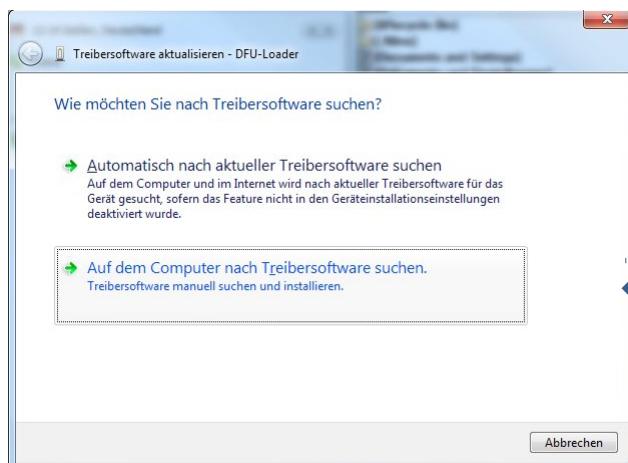 Treibersoftware aktualisieren - DFU-Loader
Wie möchten Sie nach Treibersoftware suchen?
Automatisch nach aktueller Treibersoftware suchen
Auf dem Computer und im Internet wird nach aktueller Treibersoftware für das
Gerät gesucht, sofern das Feature nicht in den Geräteinstallationseinstellungen
deaktiviert wurde.
Auf dem Computer nach Treibersoftware suchen.
Treibersoftware manuell suchen und installieren.
Abbrechen